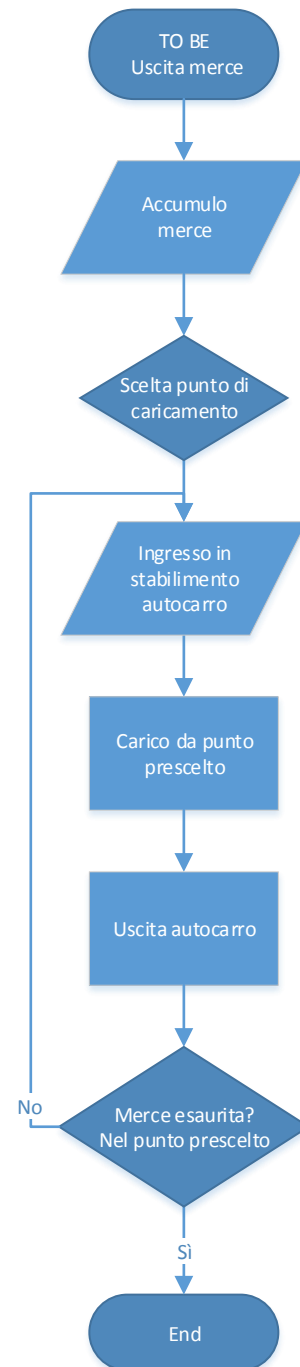 TO BE
Uscita merce
Accumulo
merce
Scelta punto di
caricamento
Ingresso in
stabilimento
autocarro
Carico da punto
prescelto
Uscita autocarro
No
Merce esaurita?
Nel punto prescelto
Sì
End